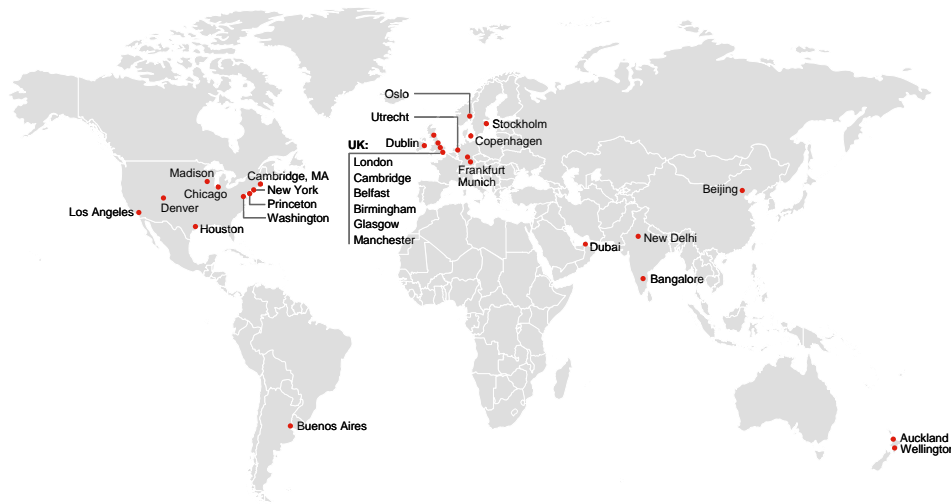 Oslo
Utrecht
Stockholm
UK:
Dublin
Copenhagen
London
Cambridge
Belfast
Birmingham
Glasgow
Manchester
Frankfurt
Munich
Madison
Cambridge, MA
Chicago
New York
Denver
Princeton
Los Angeles
Washington
Houston
Beijing
Dubai
New Delhi
Bangalore
Buenos Aires
Auckland
Wellington